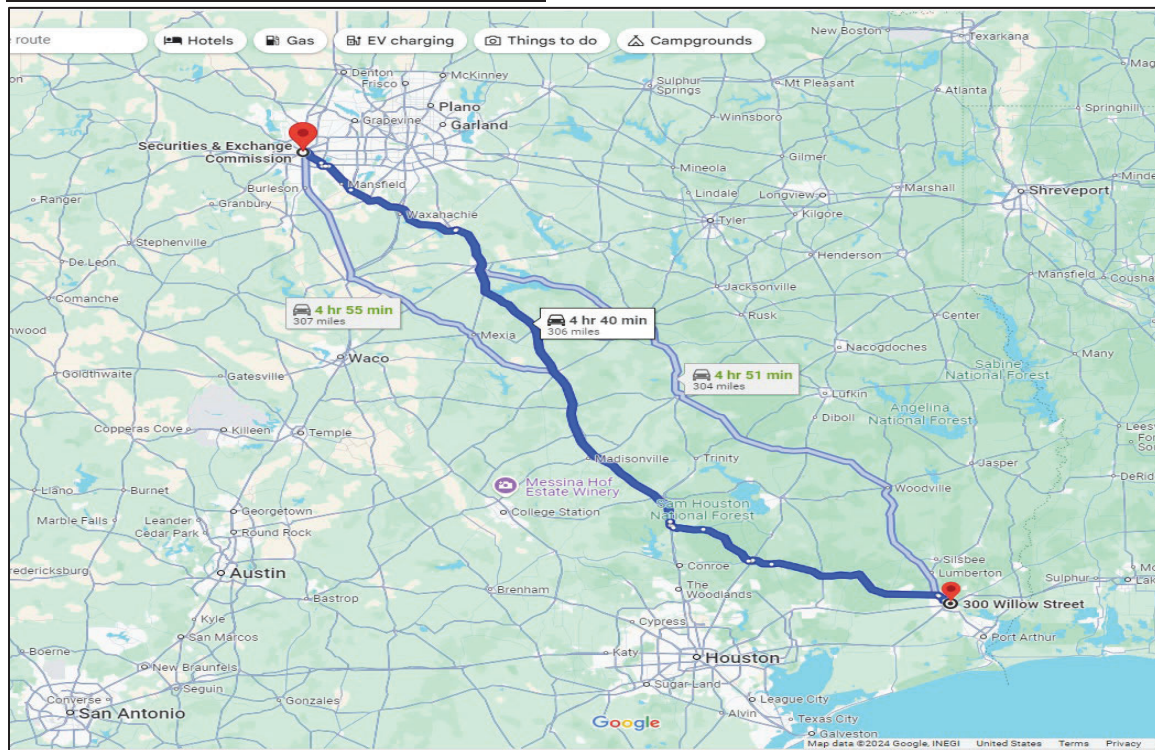 route
Hotels
Gas
EV charging
Things to do
Campgrounds
New Boston
Texarkana
Denton
Frisco
McKinney
Sulphur
Springs
Mt Pleasant
Atlanta
Plano
Grapevine
Garland
Winnsboro
Springhill
Securities & Exchange
Commission
Mineola
Gilmer
Burleson
Mansfield
Granbury
Ranger
Lindale
Longview
Marshall
Shreveport
Waxahachie
Tyler
Kilgore
Stephenville
De Leon
Henderson
Mansfield
Comanche
Jacksonville
4 hr 55 min
307 miles
4 hr 40 min
306 miles
Rusk
Center
Mexia
Waco
Nacogdoches
Many
Goldthwaite
Gatesville
4 hr 51 min
304 miles
Sabine
National Forest
Lufkin
Diboll
Angelina
National Forest
Copperas Cove
Killeen
Temple
Madisonville
Trinity
Jasper
Llano
Burnet
Messina Hof
Estate Winery
College Station
Woodville
Marble Falls
Leander
Cedar Park
Georgetown
Round Rock
Sam Houston
National Forest
Silsbee
Lumberton
Sulphur
Austin
Conroe
The
Woodlands
Bastrop
Brenham
300 Willow Street
Kyle
San Marcos
Cypress
Port Arthur
Boerne
New Braunfels
Seguin
Katy
Houston
Converse
San Antonio
Gonzales
Sugar Land
League City
Google
Alvin
Texas City
Galveston
Map data ©2024 Google, INEGI United States Terms Privacy